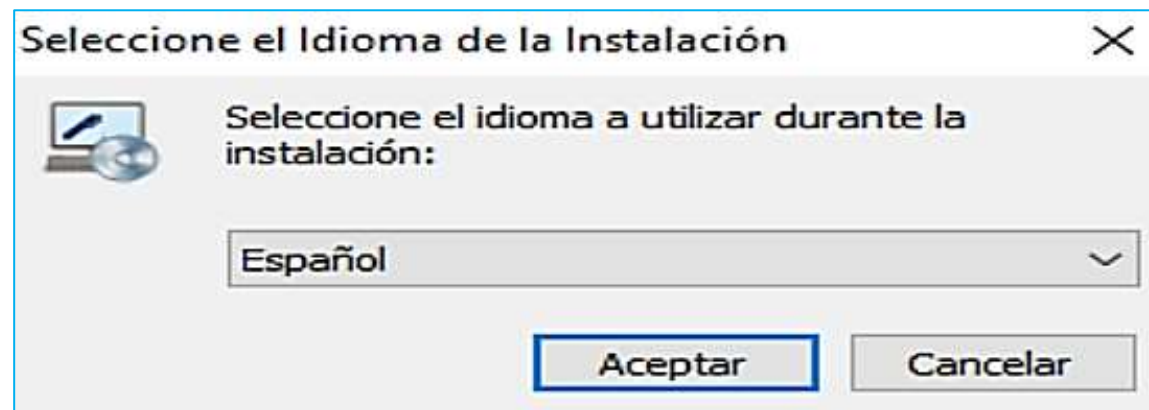 Seleccione el Idioma de la Instalación
Seleccione el idioma a utilizar durante la
instalación:
Español
Aceptar
Cancelar